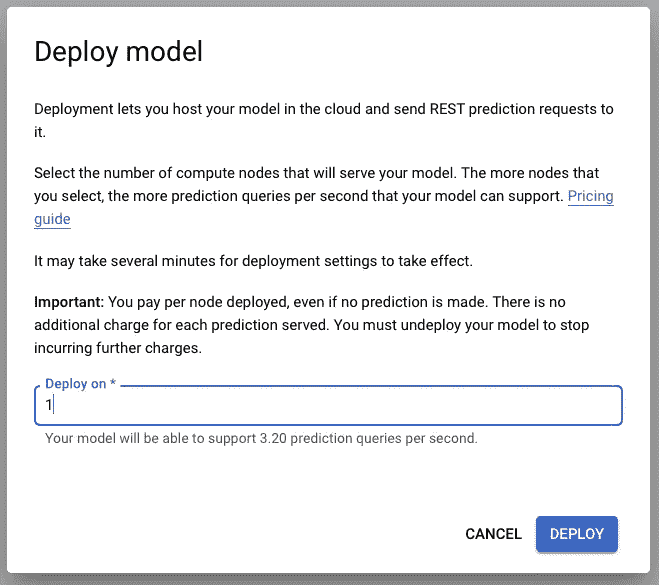 Deploy model
Deployment lets you host your model in the cloud and send REST prediction requests to
it.
Select the number of compute nodes that will serve your model. The more nodes that
you select, the more prediction queries per second that your model can support. Pricing
guide
It may take several minutes for deployment settings to take effect.
Important: You pay per node deployed, even if no prediction is made. There is no
additional charge for each prediction served. You must undeploy your model to stop
incurring further charges.
Deploy on *
1
Your model will be able to support 3.20 prediction queries per second.
CANCEL DEPLOY